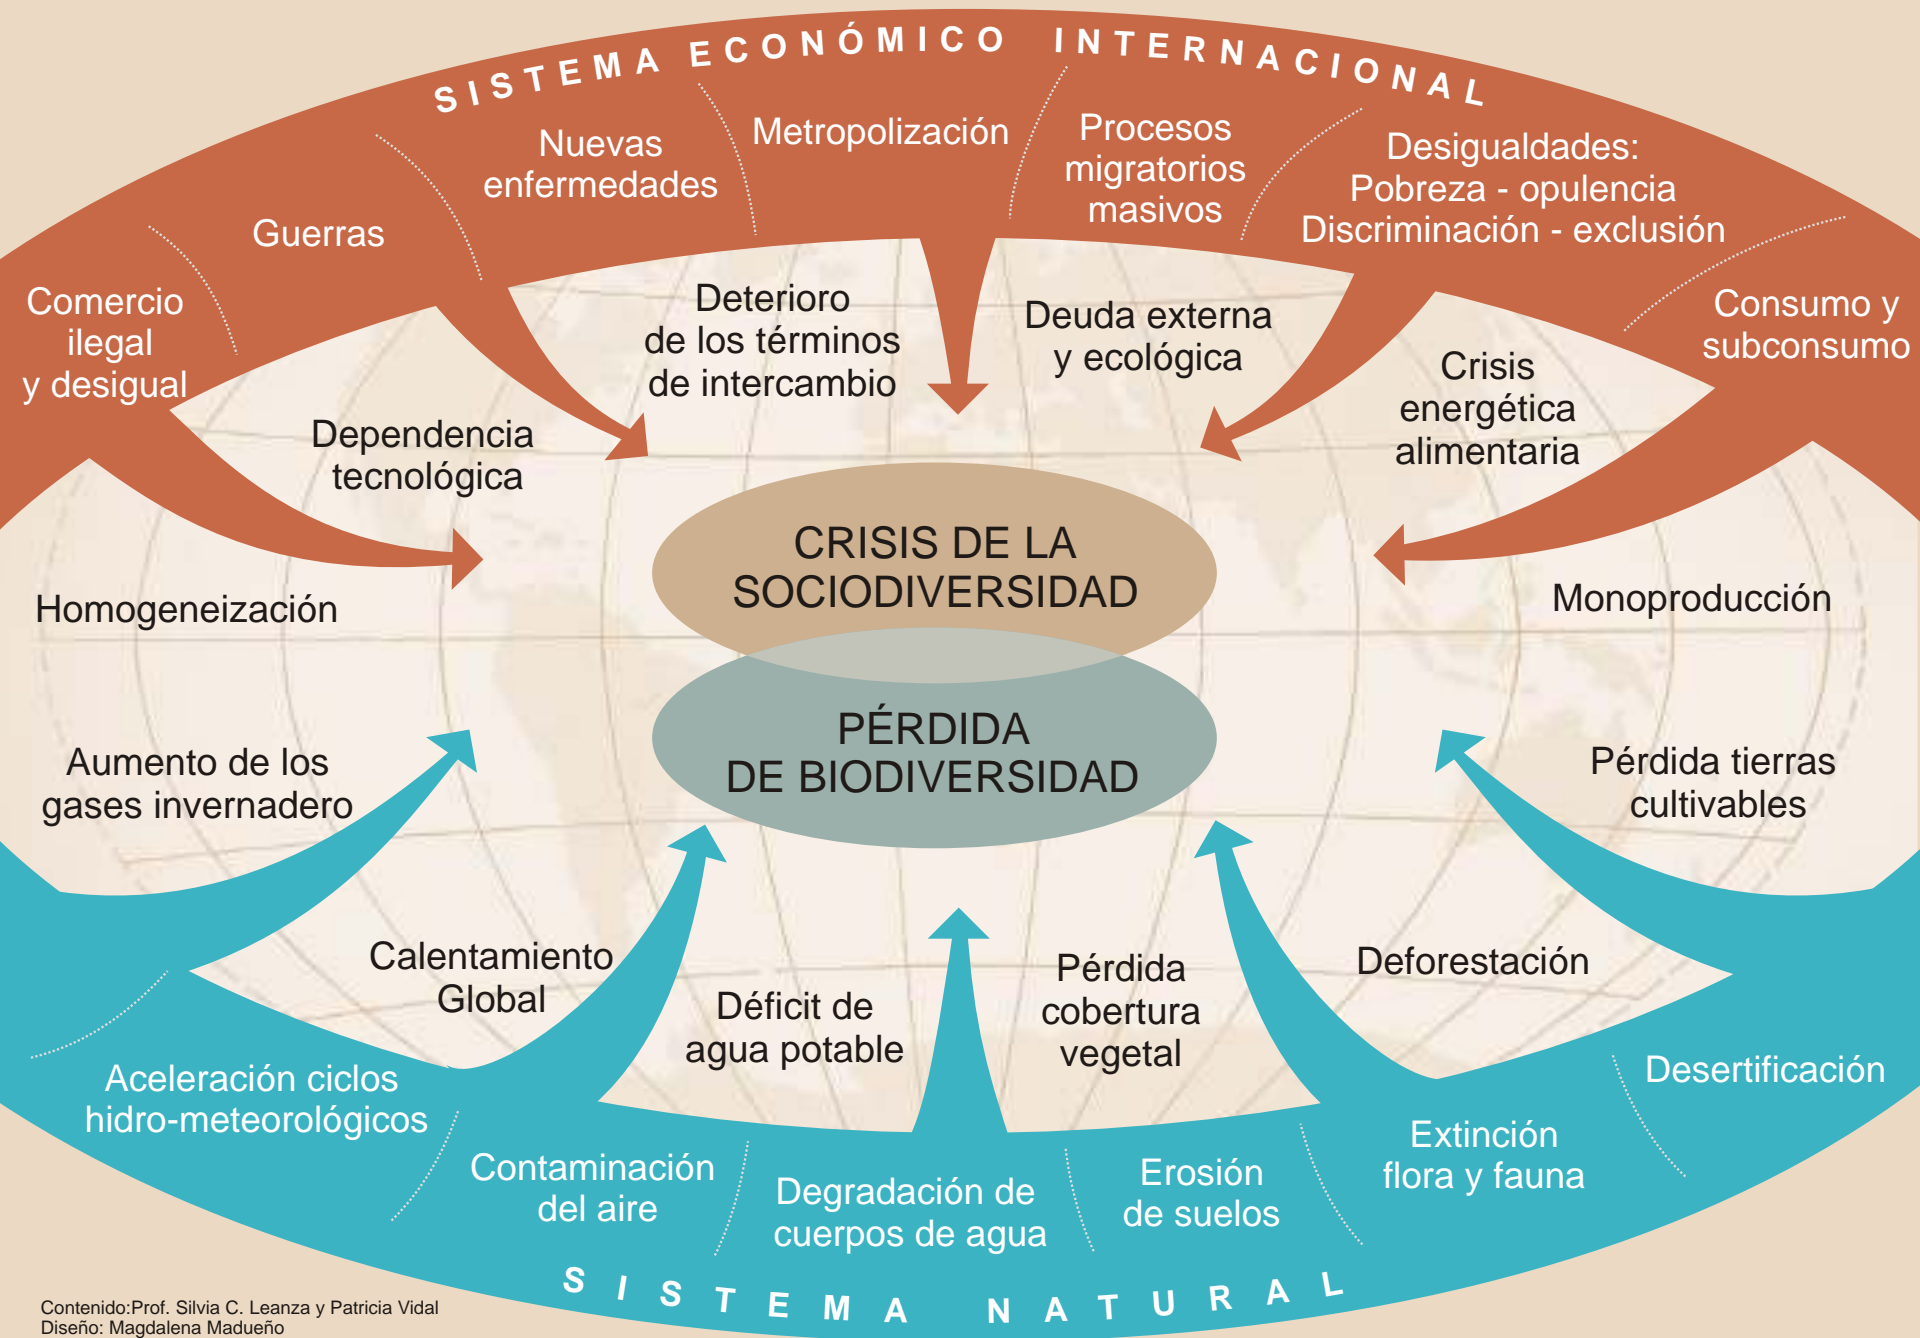 SISTEMA ECONÓMICO INTERNACIONAL
Comercio
ilegal
y desigual
Guerras
Nuevas
enfermedades
Metropolización
Procesos
migratorios
masivos
Desigualdades:
Pobreza - opulencia
Discriminación - exclusión
Consumo y
subconsumo
Homogeneización
Dependencia
tecnológica
Deterioro
de los términos
de intercambio
Deuda externa
y ecológica
Crisis
energética
alimentaria
Monoproducción
CRISIS DE LA
SOCIODIVERSIDAD
PÉRDIDA
DE BIODIVERSIDAD
Aumento de los
gases invernadero
Calentamiento
Global
Déficit de
agua potable
Pérdida
cobertura
vegetal
Deforestación
Pérdida tierras
cultivables
Aceleración ciclos
hidro-meteorológicos
Contaminación
del aire
Degradación de
cuerpos de agua
Erosión
de suelos
Extinción
flora y fauna
Desertificación
SISTEMA NATURAL
Contenido:Prof. Silvia C. Leanza y Patricia Vidal
Diseño: Magdalena Madueño